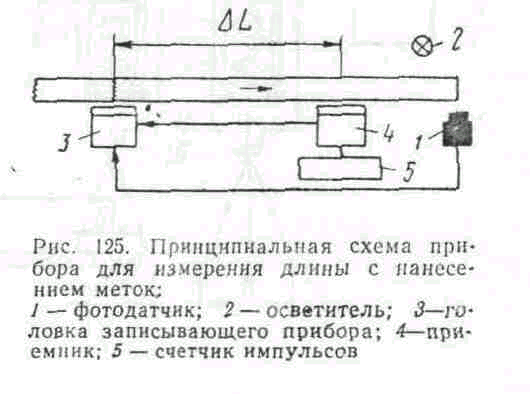 ΔL
2
3
4
1
5
Рис. 125. Принципиальная схема при-
бора для измерения длины с нанесе-
нием меток:
1 — фотодатчик; 2 — осветитель; 3—го-
ловка записывающего прибора; 4—при-
емник; 5 — счетчик импульсов